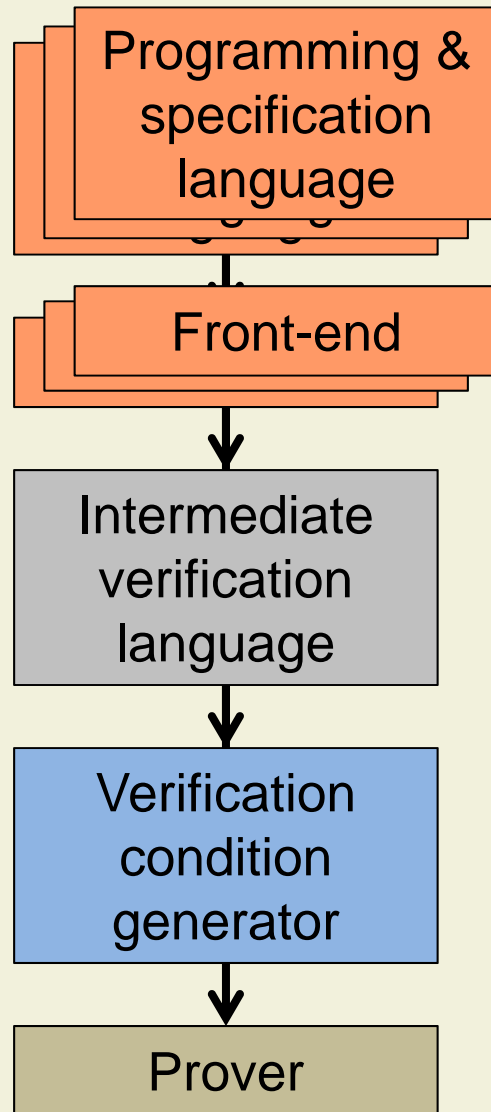 Programming &
specification
language
Front-end
Intermediate
verification
language
Verification
condition
generator
Prover